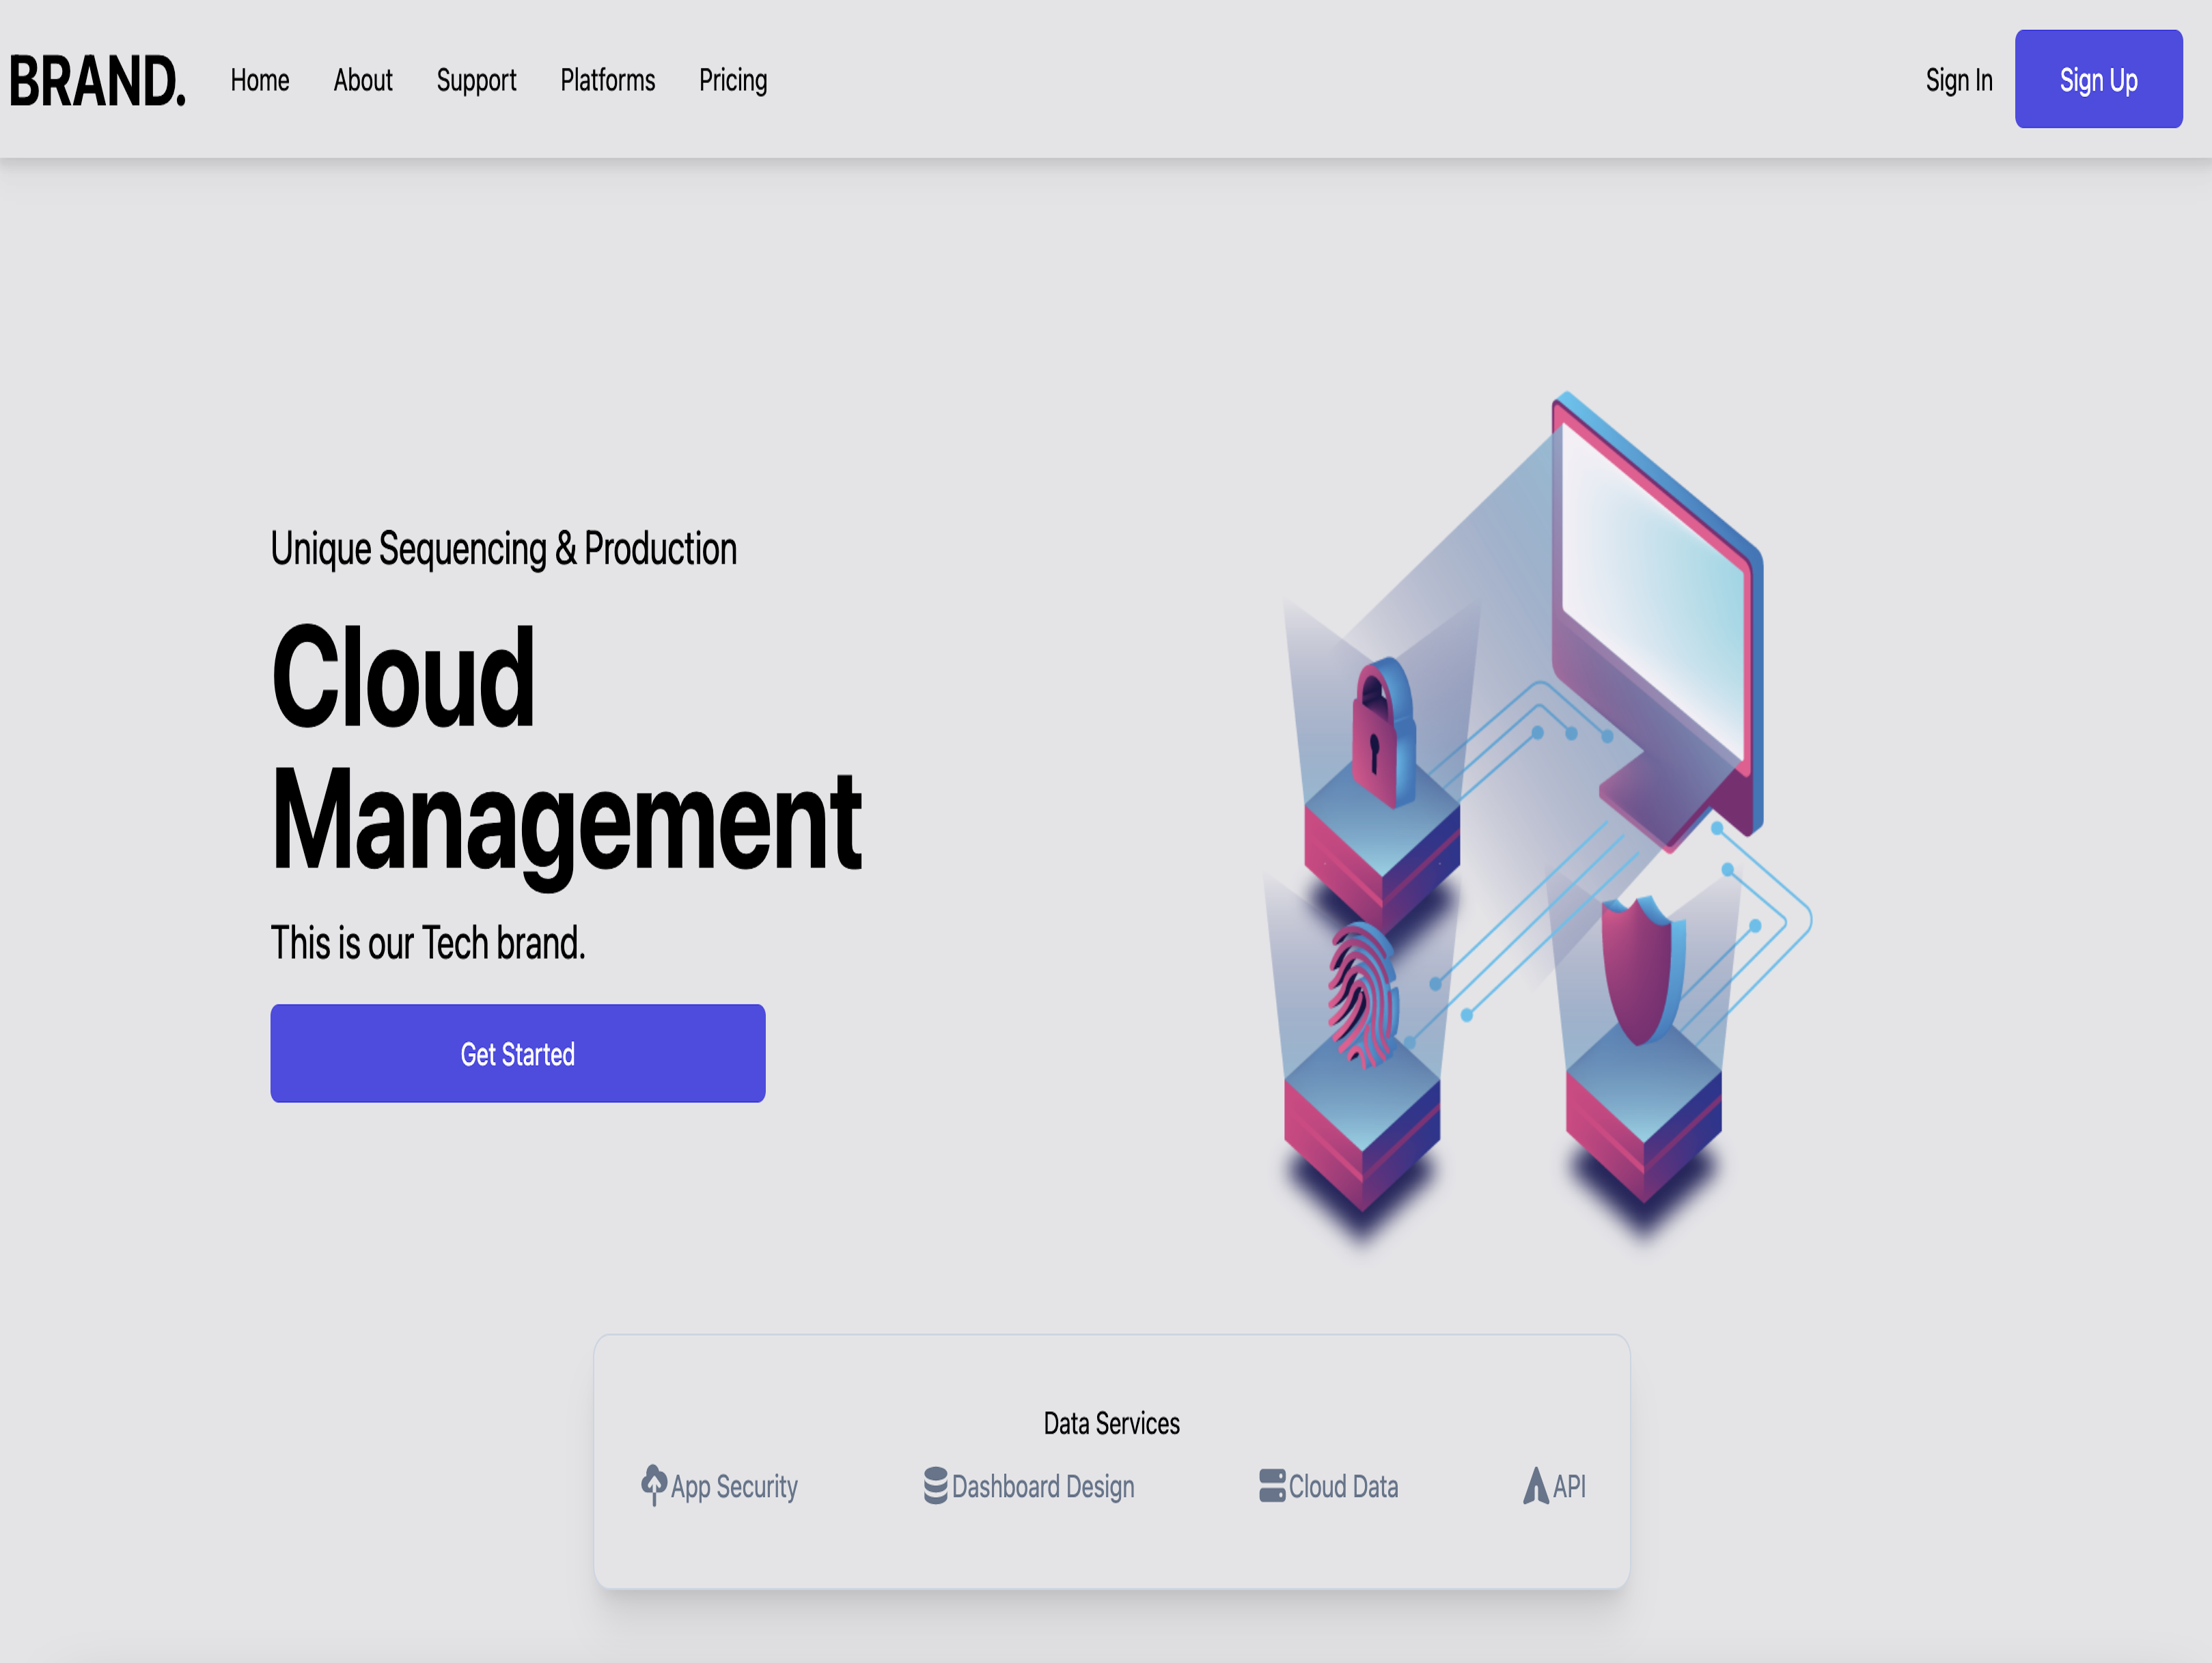 BRAND. Home About Support Platforms Pricing Sign In Sign Up
Unique Sequencing & Production
Cloud
Management
This is our Tech brand.
Get Started
Data Services
App Security Dashboard Design Cloud Data API